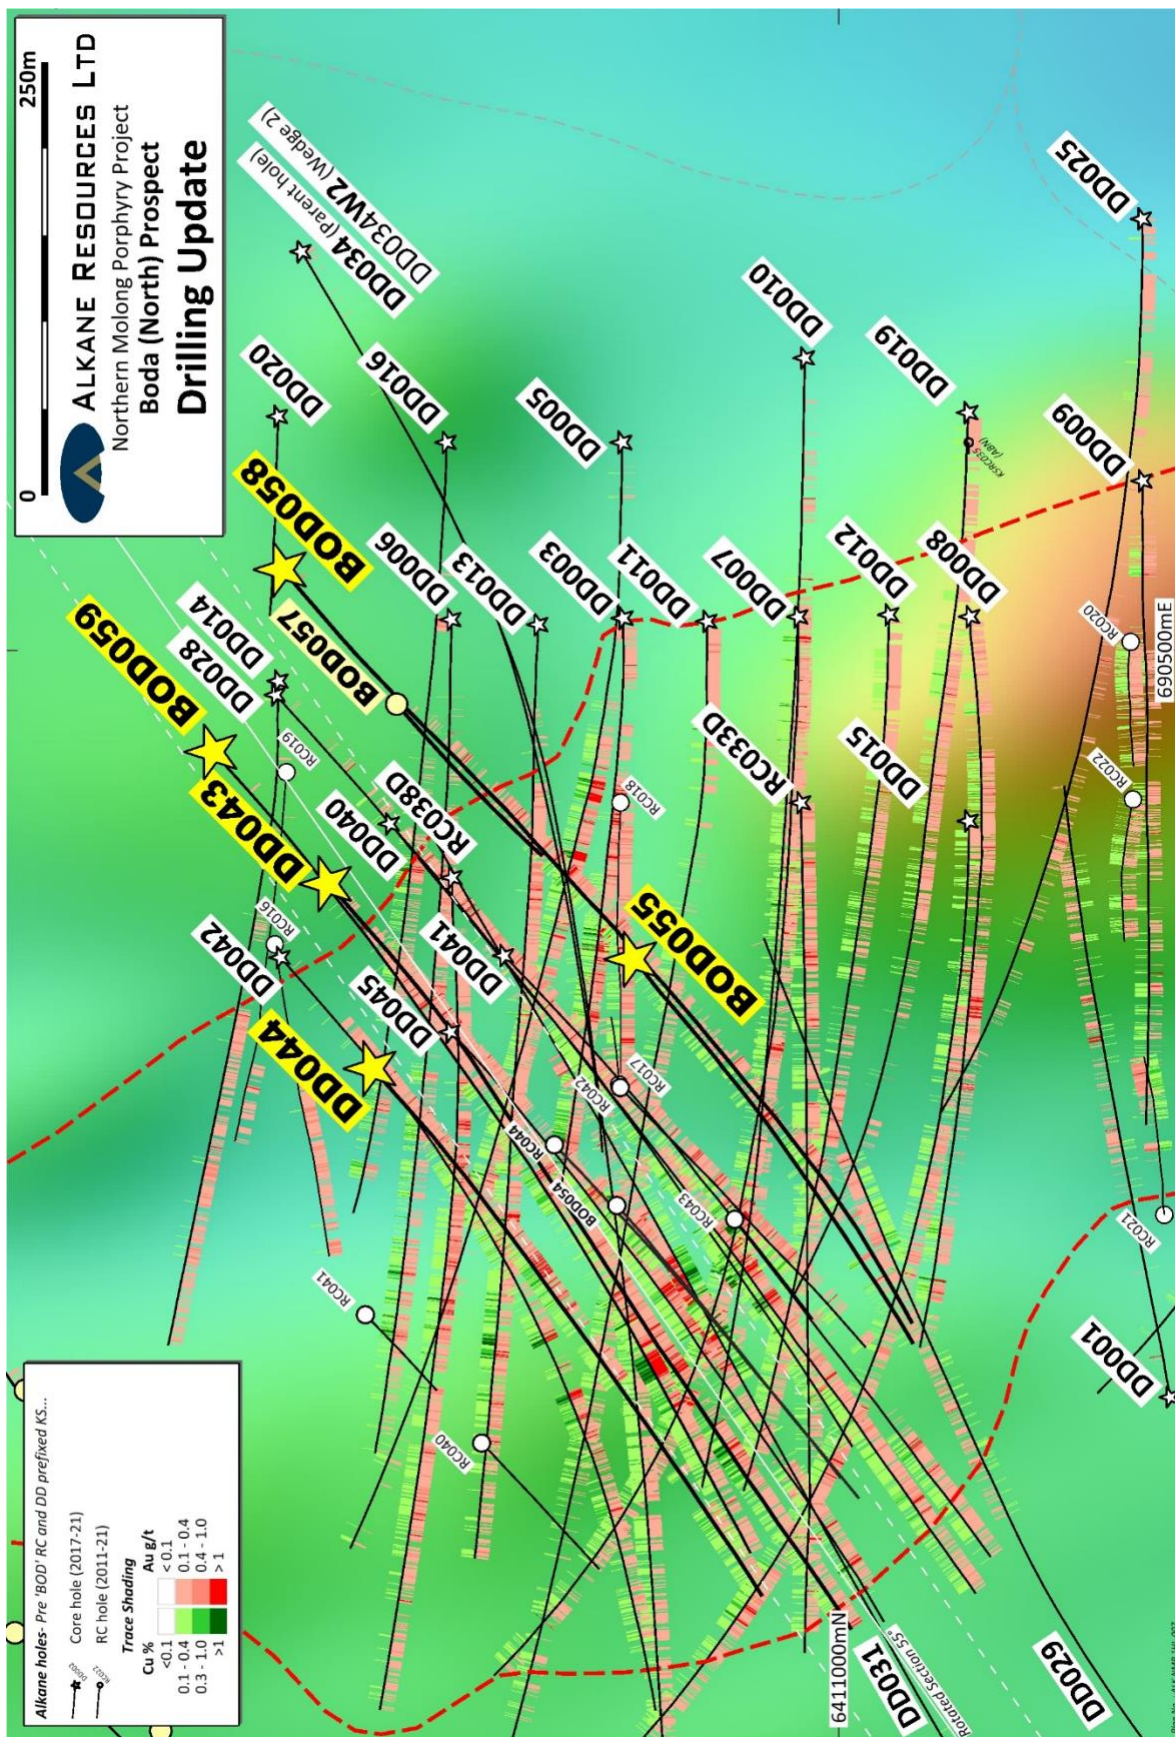 250m
0
ALKANE RESOURCES LTD
Northern Molong Porphyry Project
Boda (North) Prospect
Drilling Update
DD034 (Parent hole)
DD034W2 (Wedge 2)
DD020
DD016
DD005
DD010
DD019
KSRC035
(ABN)
DD009
DD025
BOD058
BOD057
DD006
DD013
DD003
DD011
DD007
DD012
DD008
RC020
690500mE
BOD059
DD014
DD028
RC019
DD043
DD040
RC038D
RC018
RC033D
DD015
RC022
DD042
RC016
DD044
DD045
DD041
BOD055
RC042
RC017
RC044
BOD054
RC043
RC021
RC041
RC040
DD001
6411000mN
DD031
Rotated Section 55°
DD029
Alkane holes- Pre 'BOD' RC and DD prefixed KS...
DD002
Core hole (2017-21)
RC022
RC hole (2011-21)
Trace Shading
Cu %
Au g/t
<0.1
< 0.1
0.1 - 0.4
0.1 - 0.4
0.3 - 1.0
0.4 - 1.0
>1
> 1